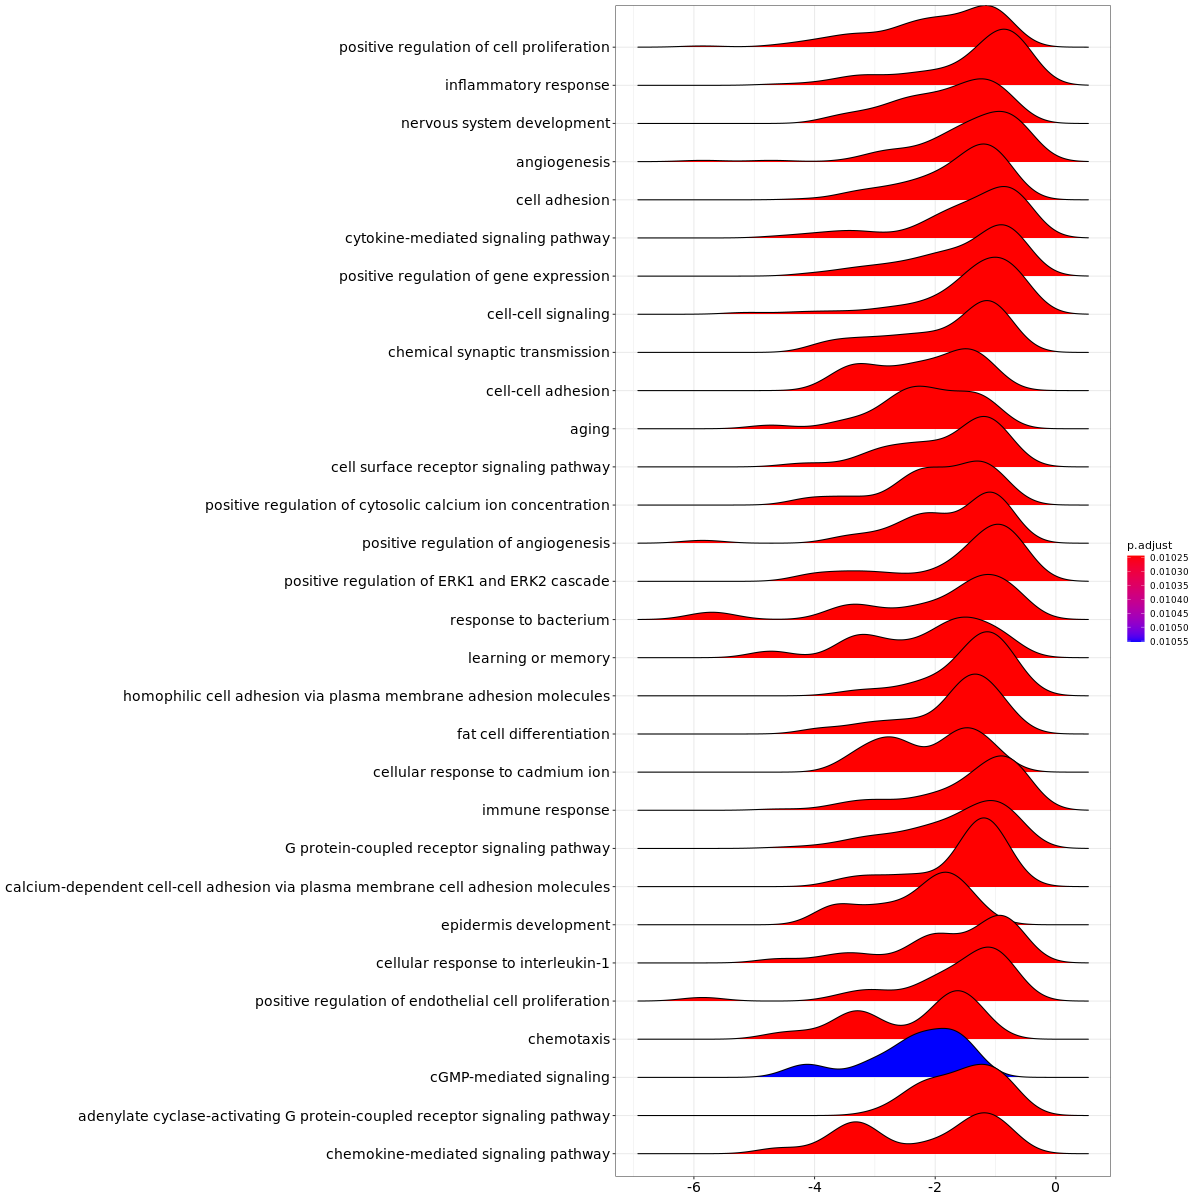 positive regulation of cell proliferation
inflammatory response
nervous system development
angiogenesis
cell adhesion
cytokine-mediated signaling pathway
positive regulation of gene expression
cell-cell signaling
chemical synaptic transmission
cell-cell adhesion
aging
cell surface receptor signaling pathway
positive regulation of cytosolic calcium ion concentration
positive regulation of angiogenesis
positive regulation of ERK1 and ERK2 cascade
response to bacterium
learning or memory
homophilic cell adhesion via plasma membrane adhesion molecules
fat cell differentiation
cellular response to cadmium ion
immune response
G protein-coupled receptor signaling pathway
calcium-dependent cell-cell adhesion via plasma membrane cell adhesion molecules
epidermis development
cellular response to interleukin-1
positive regulation of endothelial cell proliferation
chemotaxis
cGMP-mediated signaling
adenylate cyclase-activating G protein-coupled receptor signaling pathway
chemokine-mediated signaling pathway
-6 -4 -2 0
p.adjust
0.01025
0.01030
0.01035
0.01040
0.01045
0.01050
0.01055